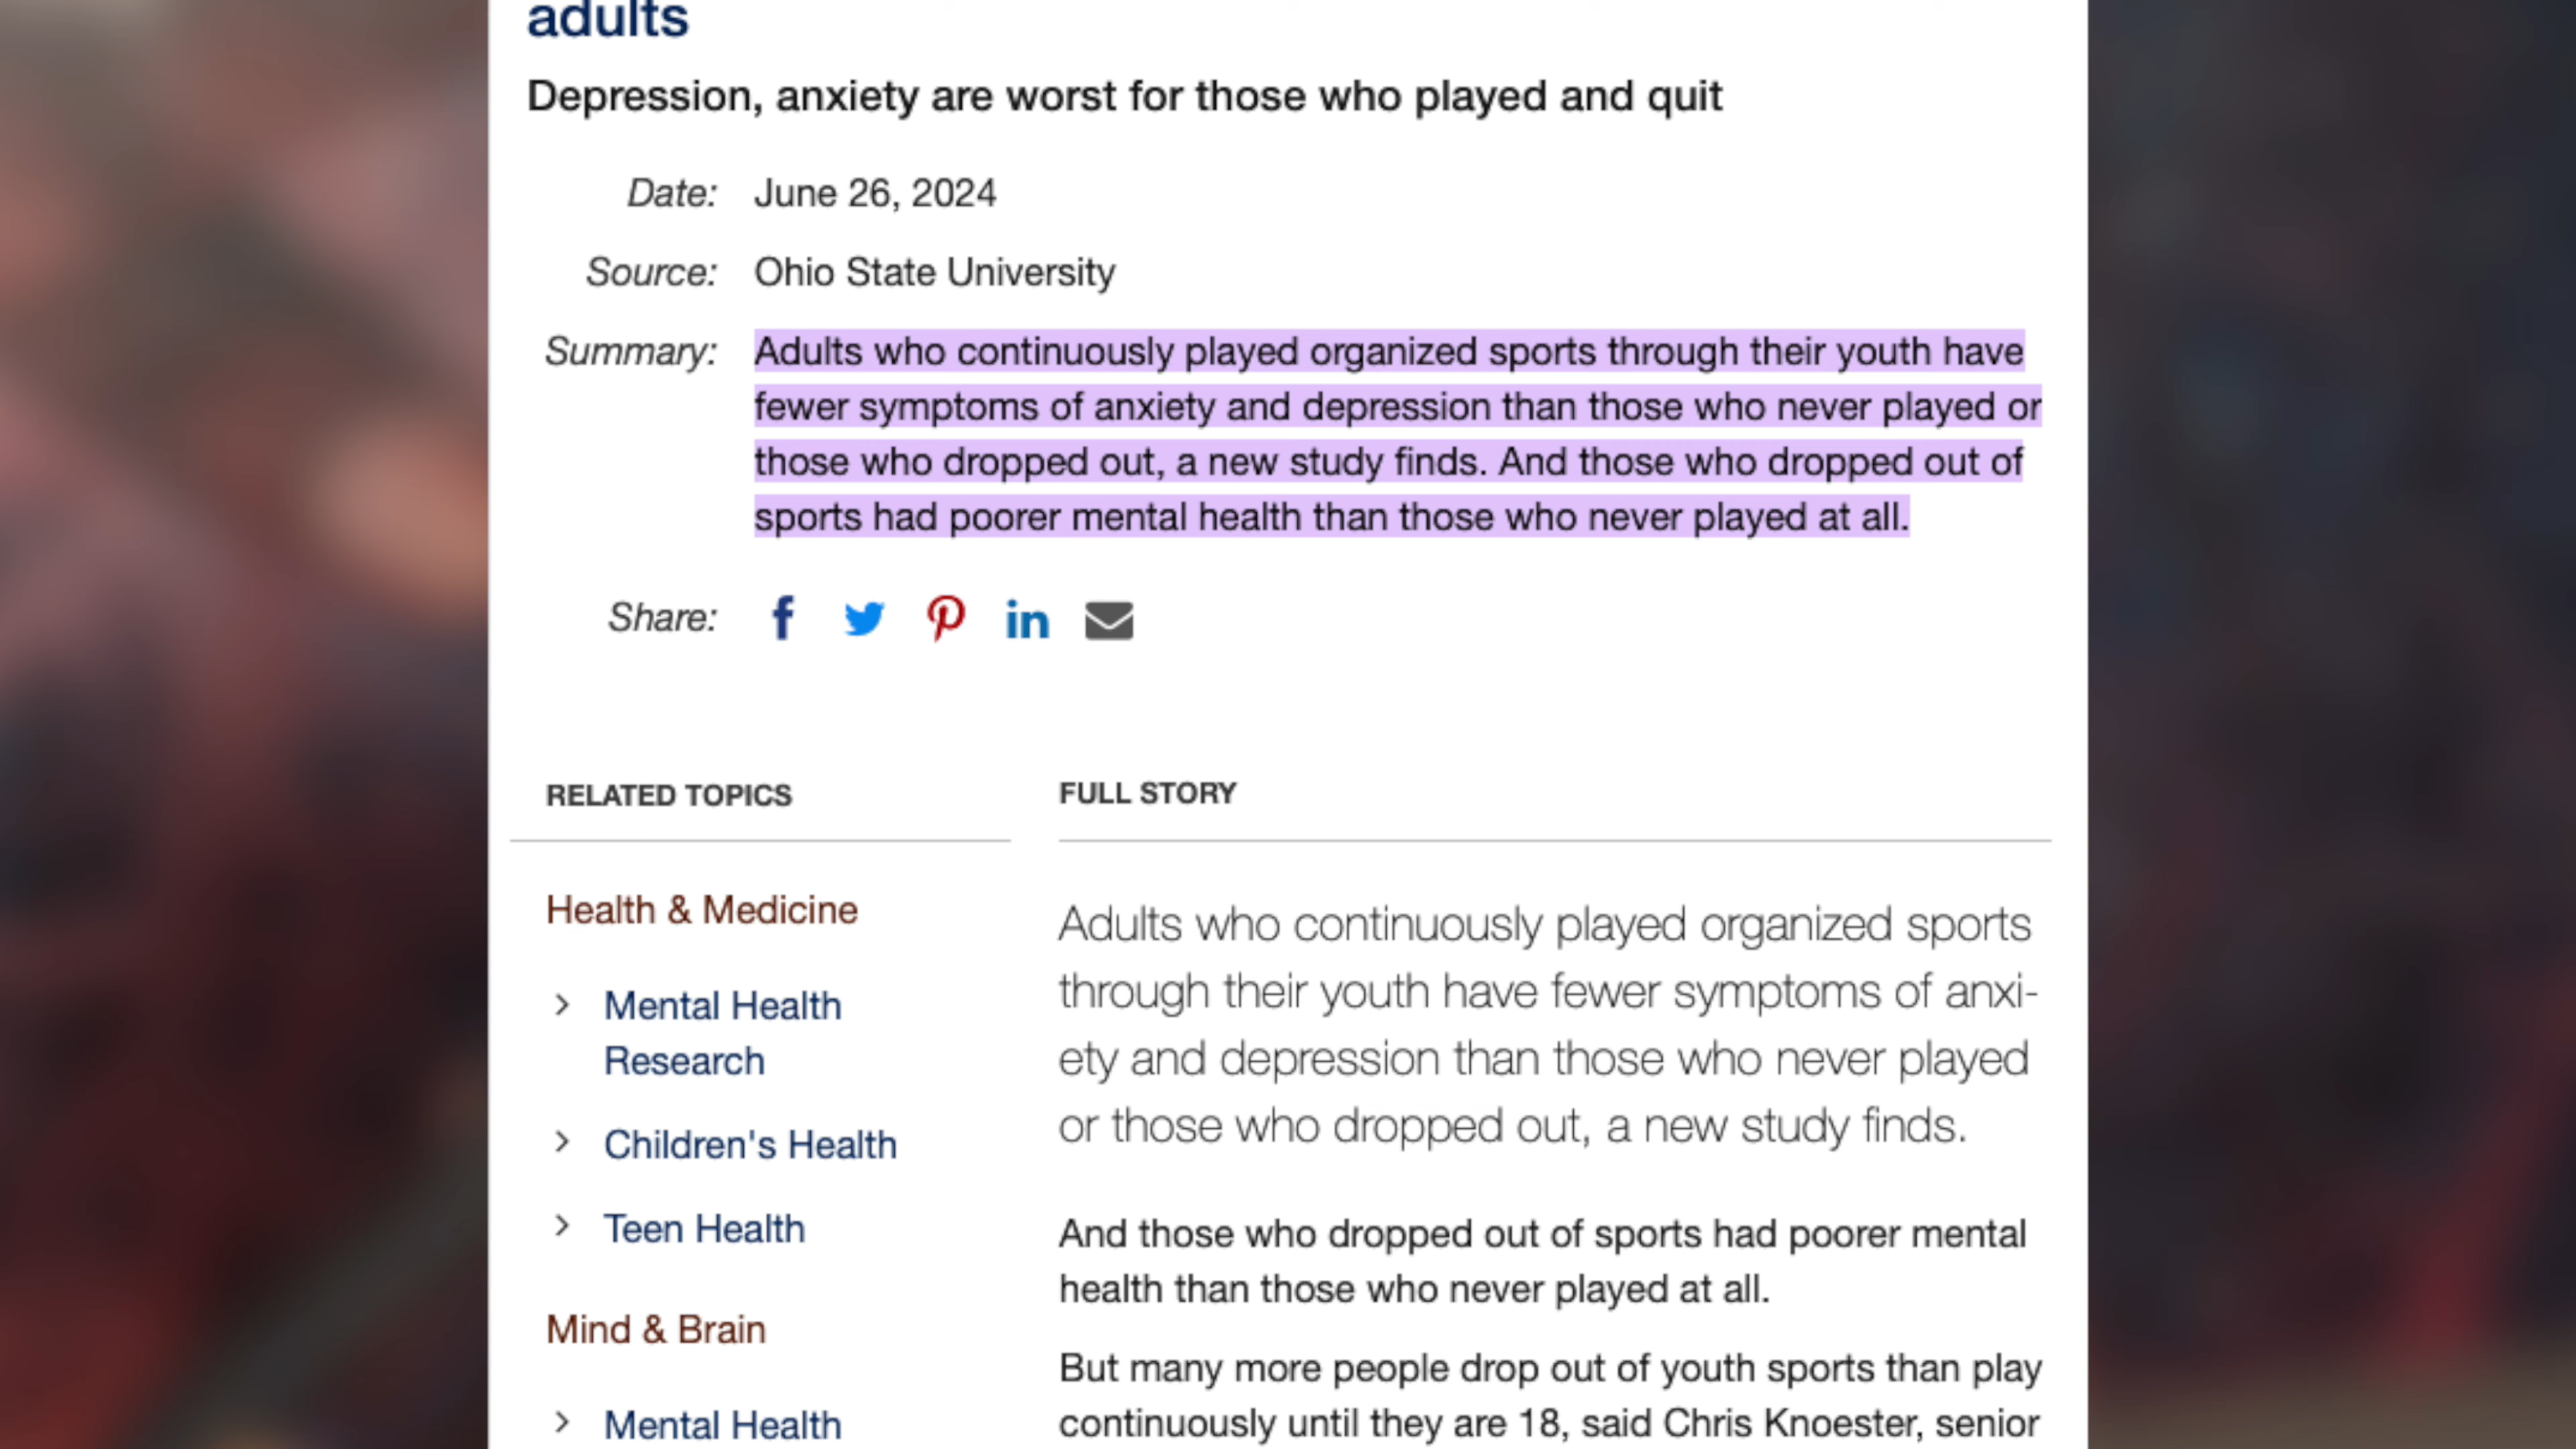 adults
Depression, anxiety are worst for those who played and quit
Date: June 26, 2024
Source: Ohio State University
Summary: Adults who continuously played organized sports through their youth have
fewer symptoms of anxiety and depression than those who never played or
those who dropped out, a new study finds. And those who dropped out of
sports had poorer mental health than those who never played at all.
Share:
RELATED TOPICS
Health & Medicine
Mental Health
Research
Children's Health
Teen Health
Mind & Brain
Mental Health
FULL STORY
Adults who continuously played organized sports
through their youth have fewer symptoms of anxi-
ety and depression than those who never played
or those who dropped out, a new study finds.
And those who dropped out of sports had poorer mental
health than those who never played at all.
But many more people drop out of youth sports than play
continuously until they are 18, said Chris Knoester, senior